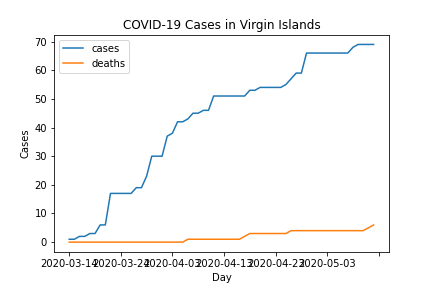 COVID-19 Cases in Virgin Islands
cases
deaths
70
60
50
40
30
20
10
0
Cases
2020-03-14 2020-03-24 2020-04-03 2020-04-13 2020-04-23 2020-05-03
Day